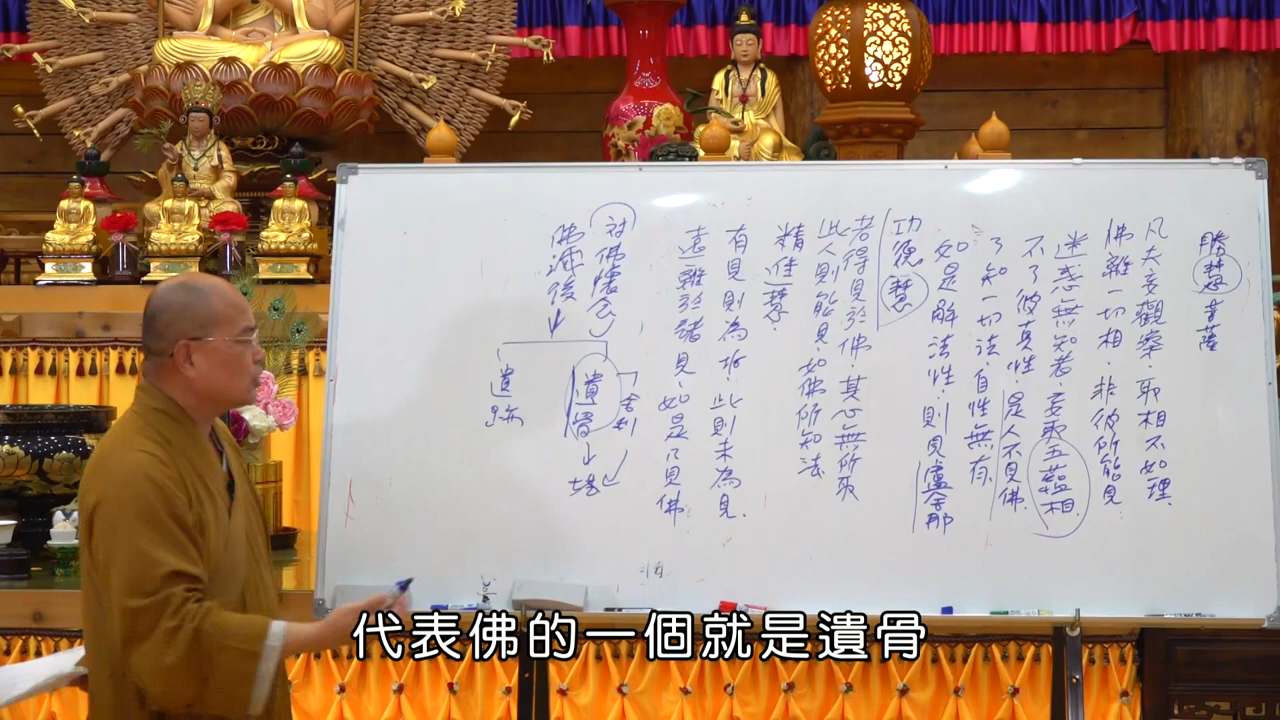 勝慧菩薩
凡夫妄觀察．取相不如理．
佛離一切相．非彼所能見
迷惑無知者．妄取五蘊相．
不了彼真性．是人不見佛．
了知一切法．自性無有．
如是解法性．則見盧舍那
功德慧
若得見於佛．其心無所取
此人則能見．如佛所知法
精進慧．
有見則為垢．此則未為見．
遠離於諸見．如是乃見佛
對佛懷念
佛滅後↓
舍利
遺骨→塔
遺跡
代表佛的一個就是遺骨